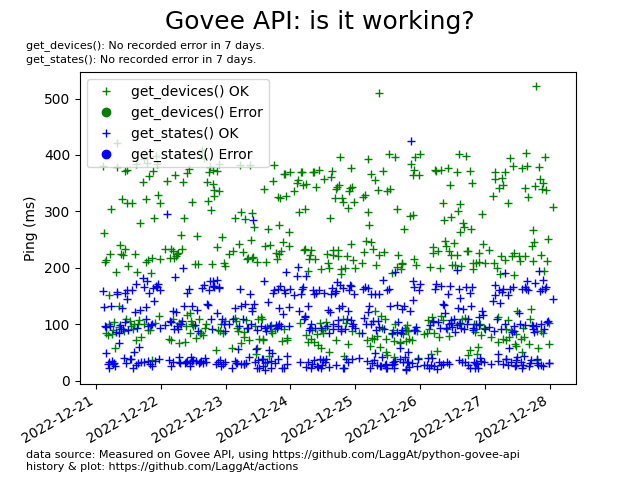 Govee API: is it working?
get_devices(): No recorded error in 7 days.
get_states(): No recorded error in 7 days.
get_devices() OK
get_devices() Error
get_states() OK
get_states() Error
500
400
300
200
100
0
Ping (ms)
2022-12-21
2022-12-22
2022-12-23
2022-12-24
2022-12-25
2022-12-26
2022-12-27
2022-12-28
data source: Measured on Govee API, using https://github.com/LaggAt/python-govee-api
history & plot: https://github.com/LaggAt/actions